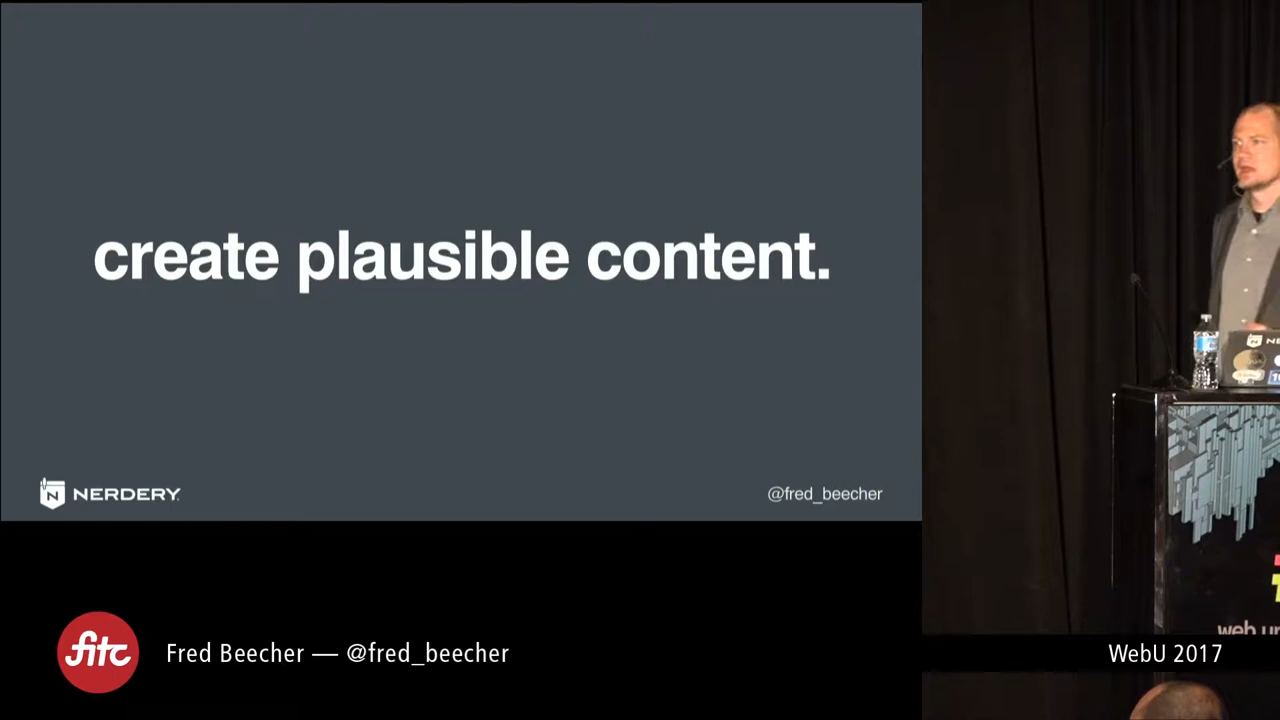 create plausible content.
NERDERY
@fred_beecher
fitc
Fred Beecher — @fred_beecher
WebU 2017